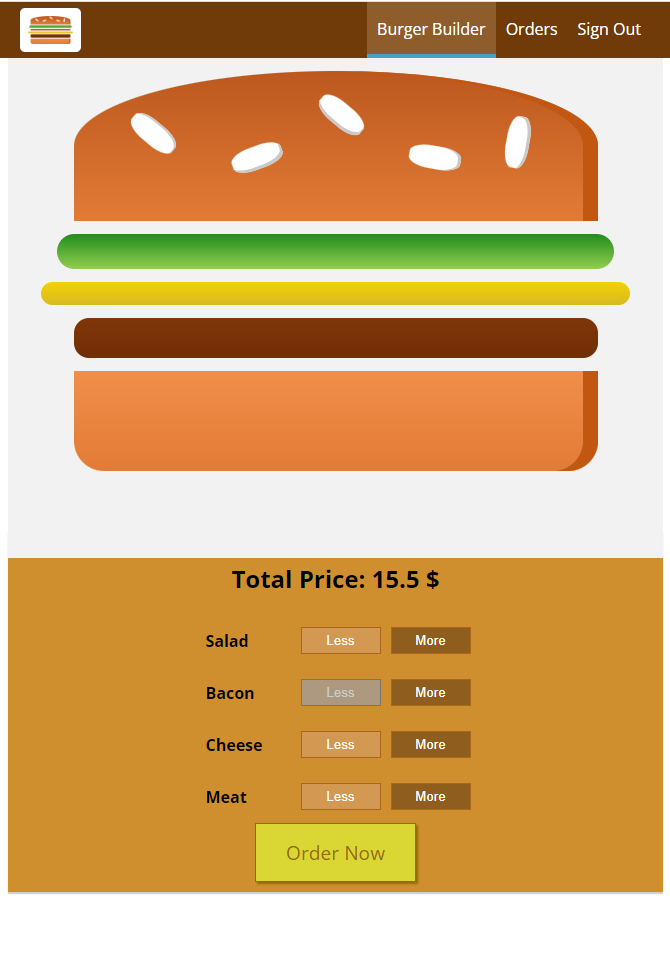 Burger Builder Orders Sign Out
Total Price: 15.5 $
Salad Less More
Bacon Less More
Cheese Less More
Meat Less More
Order Now